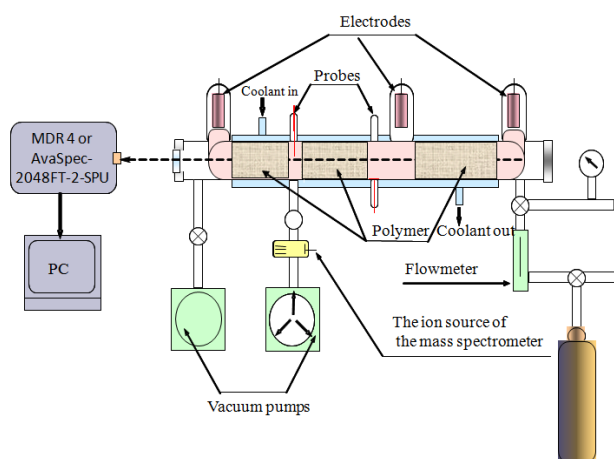 Electrodes
Coolant in
Probes
MDR 4 or
AvaSpec-
2048FT-2-SPU
PC
Polymer
Coolant out
Flowmeter
The ion source of
the mass spectrometer
Vacuum pumps